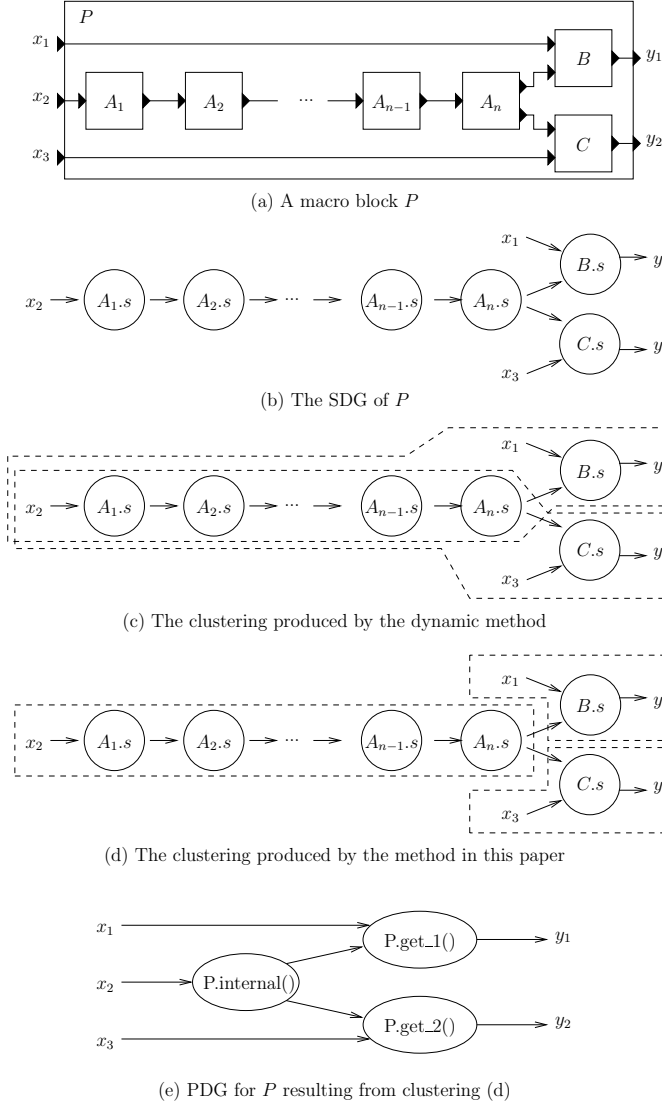 P
x₁ B y₁
x₂ A₁ A₂ ... Aₙ₋₁ Aₙ
x₃ C y₂
(a) A macro block P
x₁ B.s y
x₂ A₁.s A₂.s ... Aₙ₋₁.s Aₙ.s
x₃ C.s y
(b) The SDG of P
x₁ B.s y
x₂ A₁.s A₂.s ... Aₙ₋₁.s Aₙ.s
x₃ C.s y
(c) The clustering produced by the dynamic method
x₁ B.s y
x₂ A₁.s A₂.s ... Aₙ₋₁.s Aₙ.s
x₃ C.s y
(d) The clustering produced by the method in this paper
x₁ P.get_1() y₁
x₂ P.internal()
x₃ P.get_2() y₂
(e) PDG for P resulting from clustering (d)